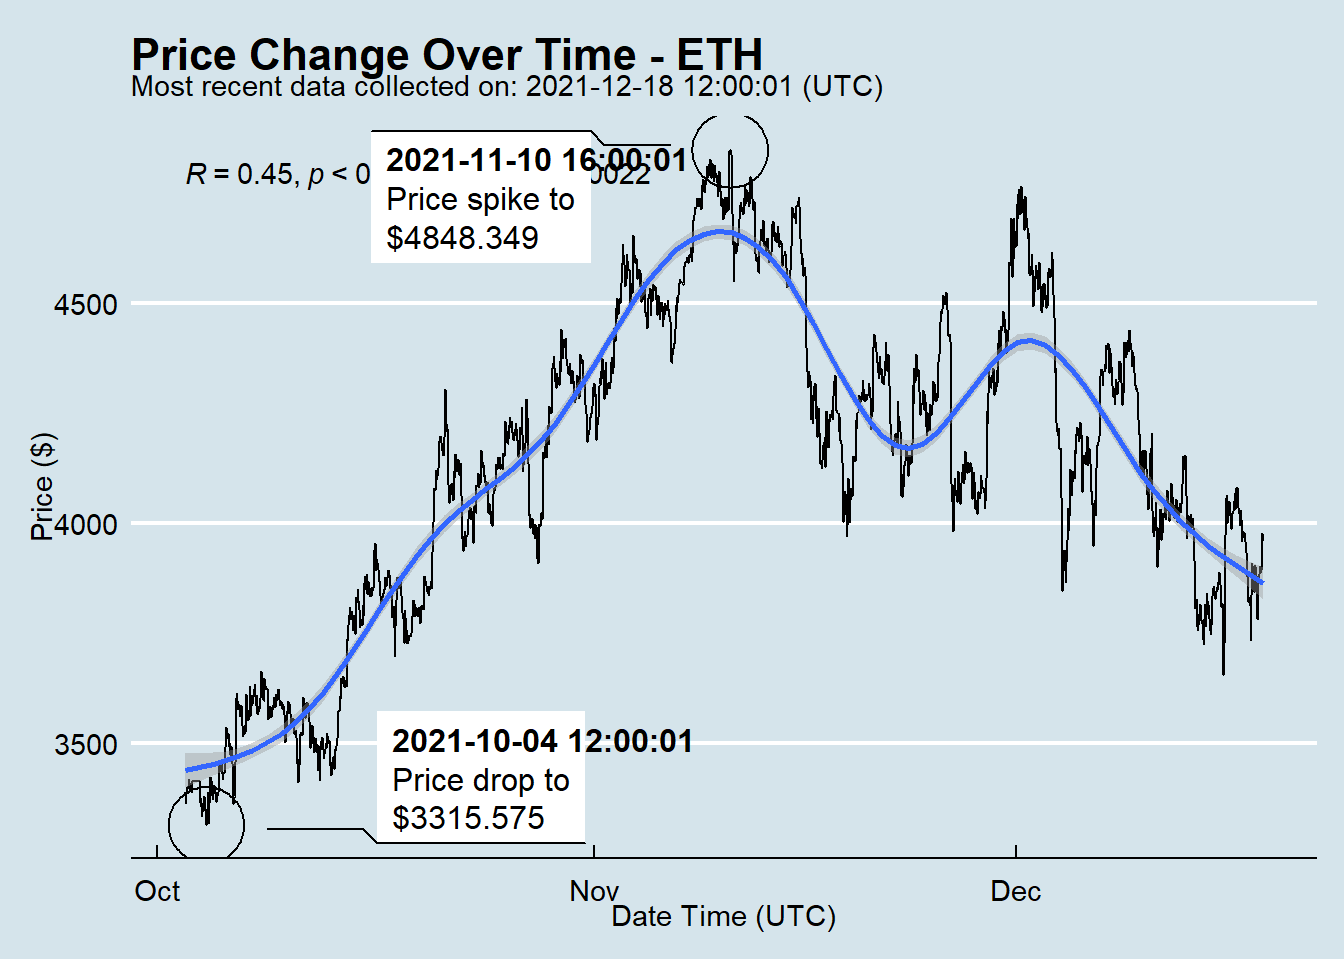 Price Change Over Time - ETH
Most recent data collected on: 2021-12-18 12:00:01 (UTC)
R = 0.45, p < 0 0022
2021-11-10 16:00:01
Price spike to
$4848.349
4500
4000
3500
Price ($)
2021-10-04 12:00:01
Price drop to
$3315.575
Oct
Nov
Dec
Date Time (UTC)